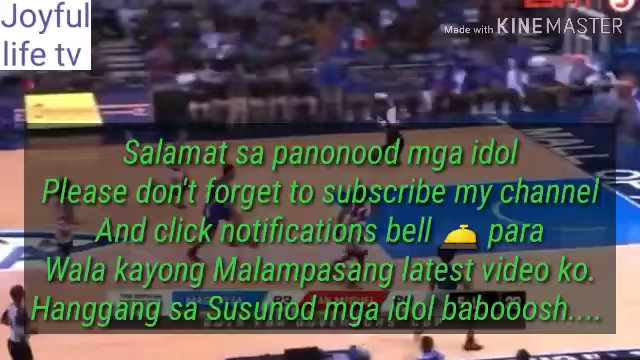 Joyful
life tv
Made with KINEMASTER
Salamat sa panonood mga idol
Please don't forget to subscribe my channel
And click notifications bell 🛎 para
Wala kayong Malampasang latest video ko.
Hanggang sa Susunod mga idol babooosh....